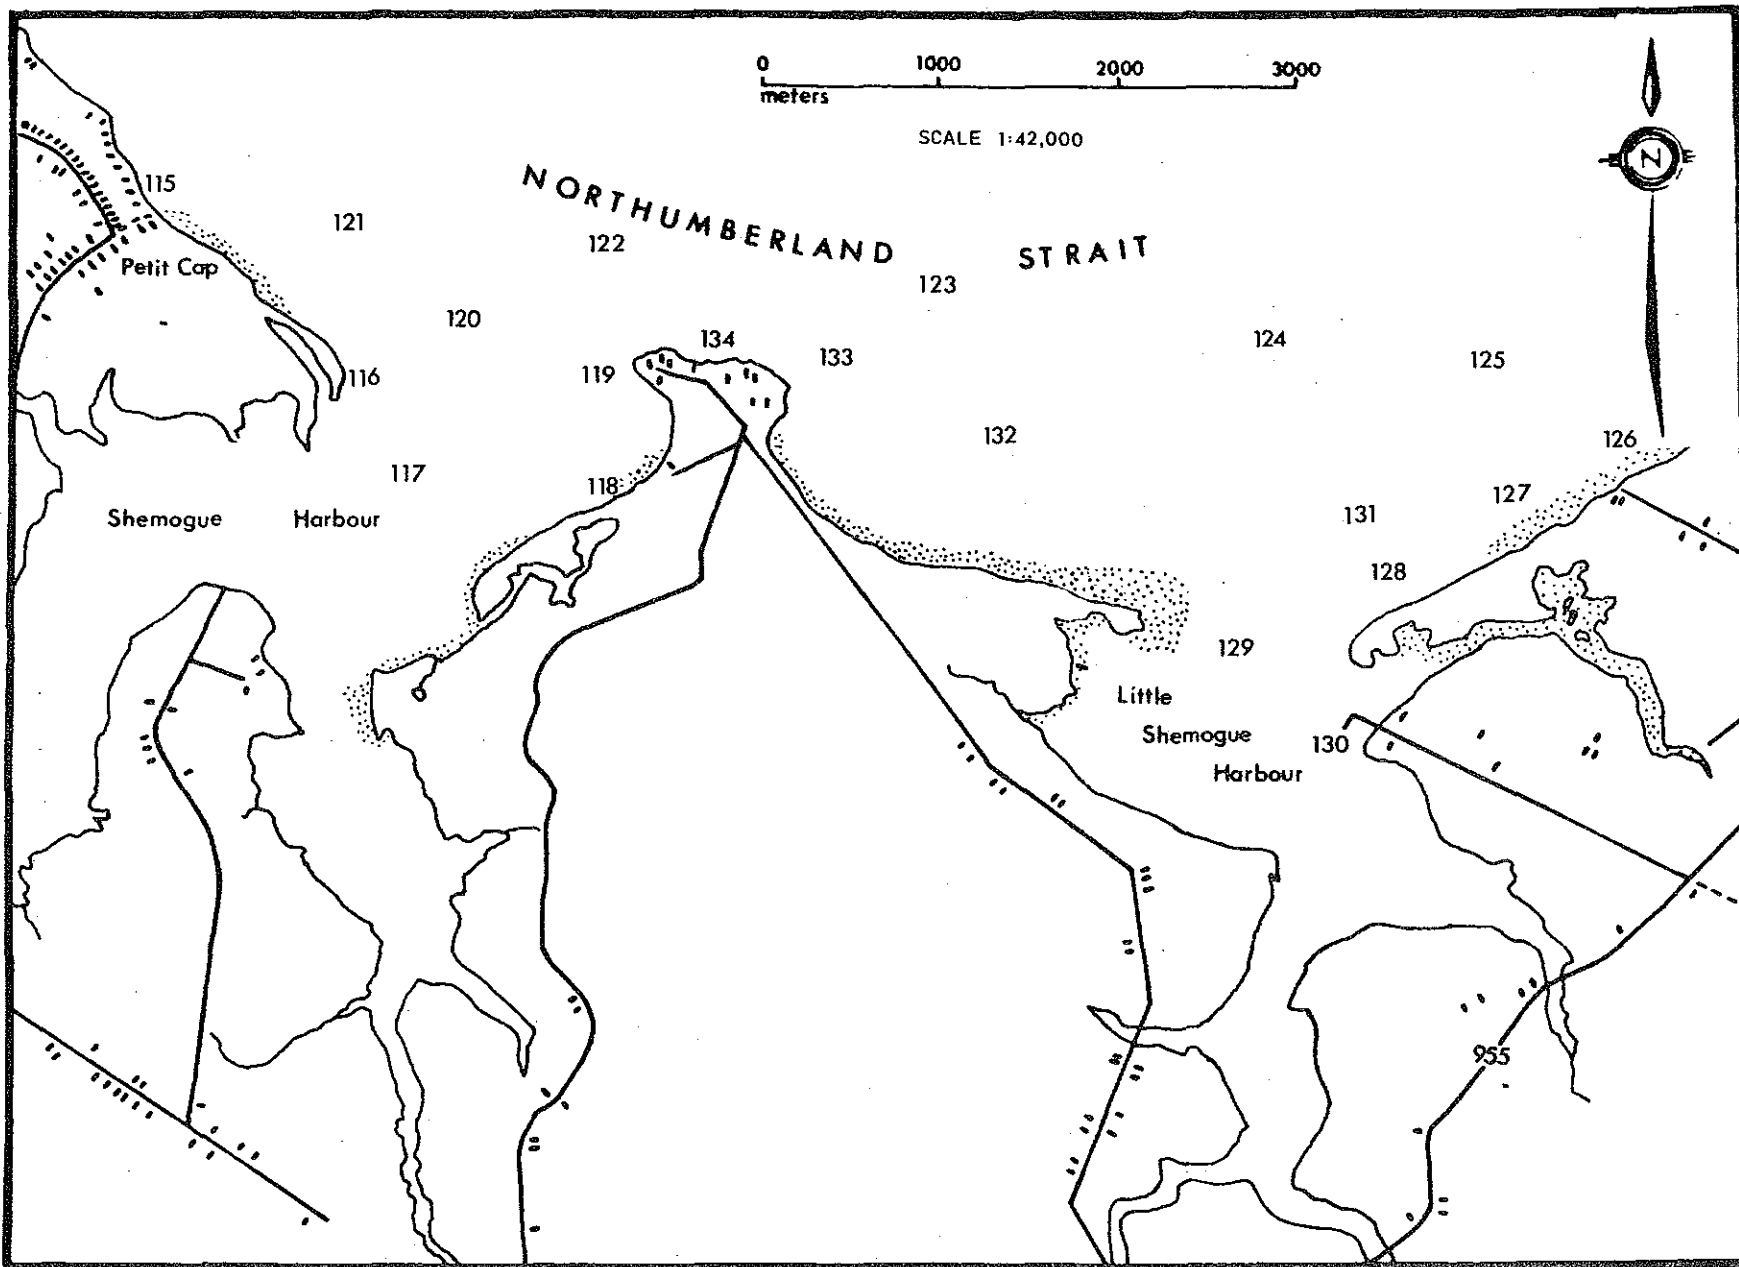 0 1000 2000 3000
meters
SCALE 1:42,000
N
NORTHUMBERLAND STRAIT
115
121
122
Petit Cap
123
120
134
133
124
125
119
116
132
126
117
118
127
131
Shemogue Harbour
128
129
Little
Shemogue
Harbour
130
955